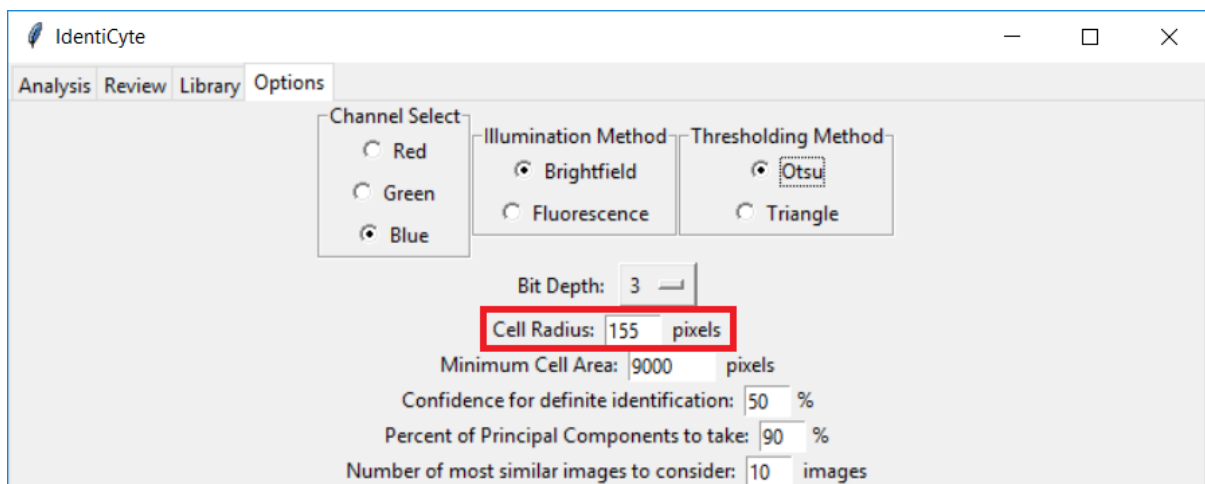 IdentiCyte
Analysis Review Library Options
Channel Select
Red
Green
Blue
Illumination Method
Brightfield
Fluorescence
Thresholding Method
Otsu
Triangle
Bit Depth: 3
Cell Radius: 155 pixels
Minimum Cell Area: 9000 pixels
Confidence for definite identification: 50 %
Percent of Principal Components to take: 90 %
Number of most similar images to consider: 10 images